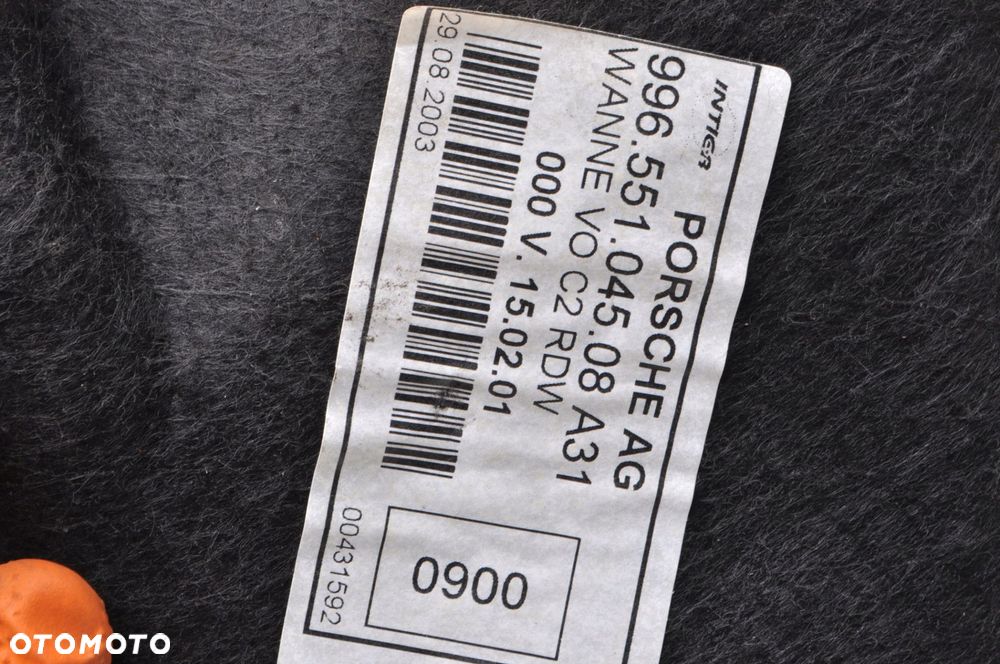 INTIER
PORSCHE AG
996.551.045.08 A31
WANNE VO C2 RDW
000 V. 15.02.01
29.08.2003
00431592
0900
OTOMOTO